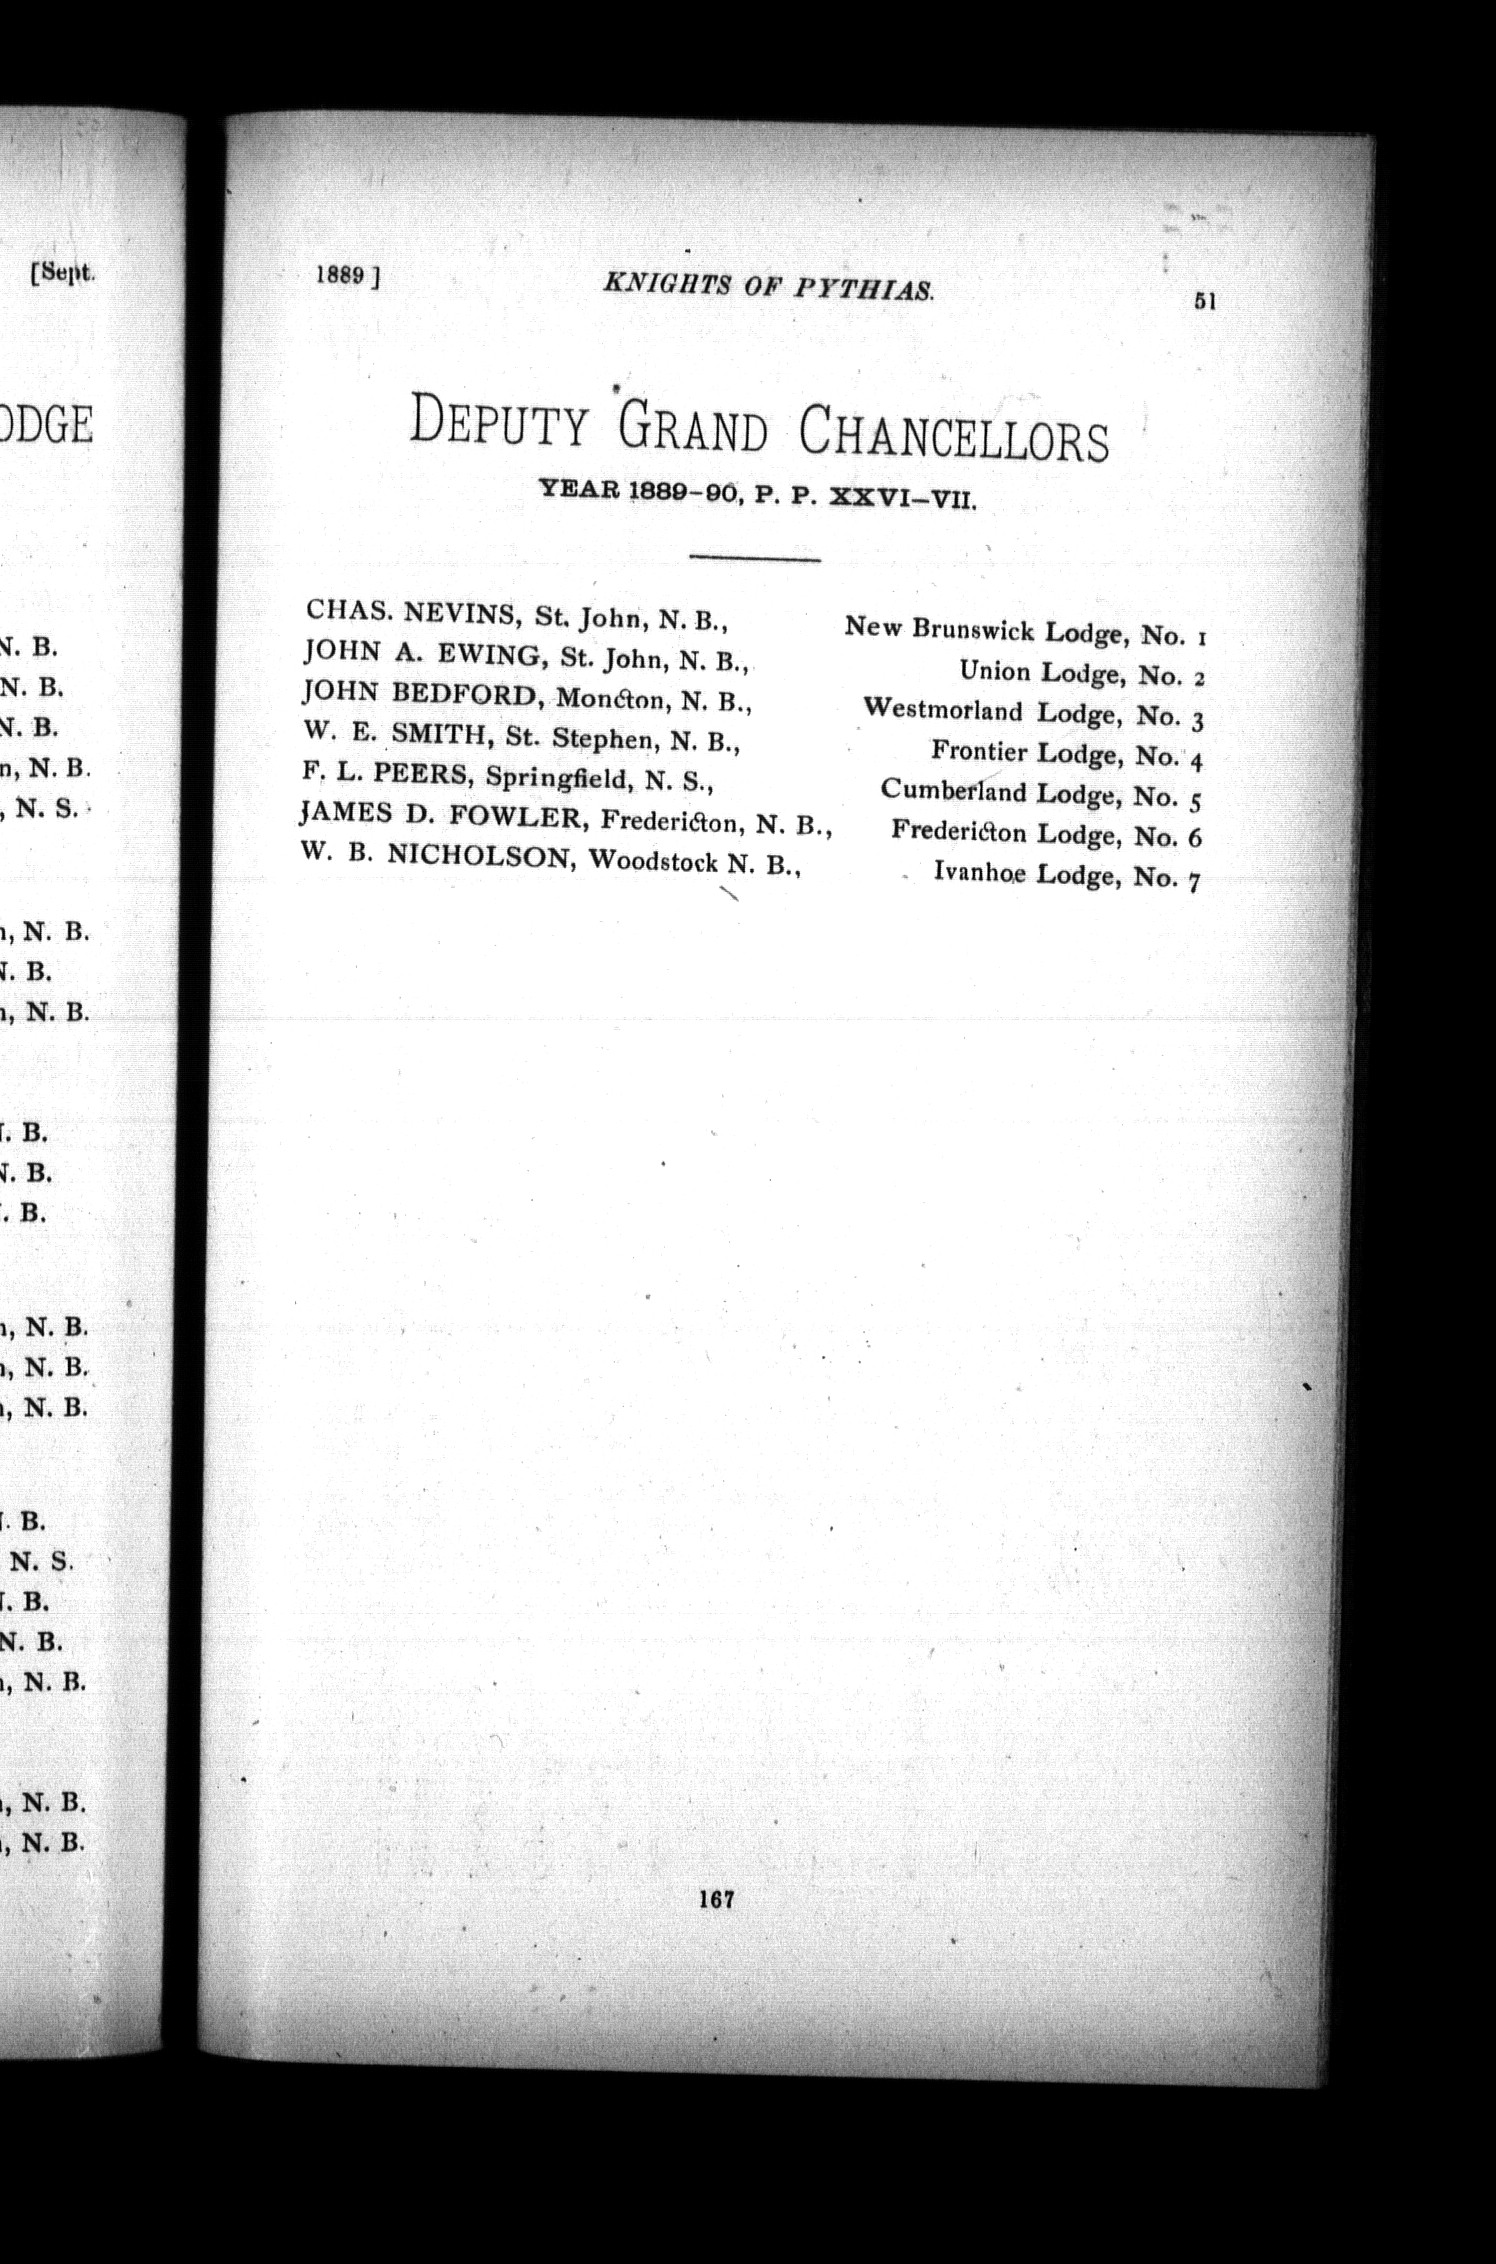 [Sept.
ODGE
N. B.
N. B.
N. B.
n, N. B.
, N. S.
, N. B.
. B.
, N. B.
. B.
. B.
. B.
, N. B.
, N. B.
, N. B.
. B.
N. S.
. B.
N. B.
, N. B.
, N. B.
, N. B.
1889 ] KNIGHTS OF PYTHIAS. 51
DEPUTY GRAND CHANCELLORS
YEAR 1889–90, P. P. XXVI–VII.
CHAS. NEVINS, St. John, N. B., New Brunswick Lodge, No. 1
JOHN A. EWING, St. John, N. B., Union Lodge, No. 2
JOHN BEDFORD, Moncton, N. B., Westmorland Lodge, No. 3
W. E. SMITH, St. Stephen, N. B., Frontier Lodge, No. 4
F. L. PEERS, Springfield, N. S., Cumberland Lodge, No. 5
JAMES D. FOWLER, Fredericton, N. B., Fredericton Lodge, No. 6
W. B. NICHOLSON, Woodstock N. B., Ivanhoe Lodge, No. 7
167